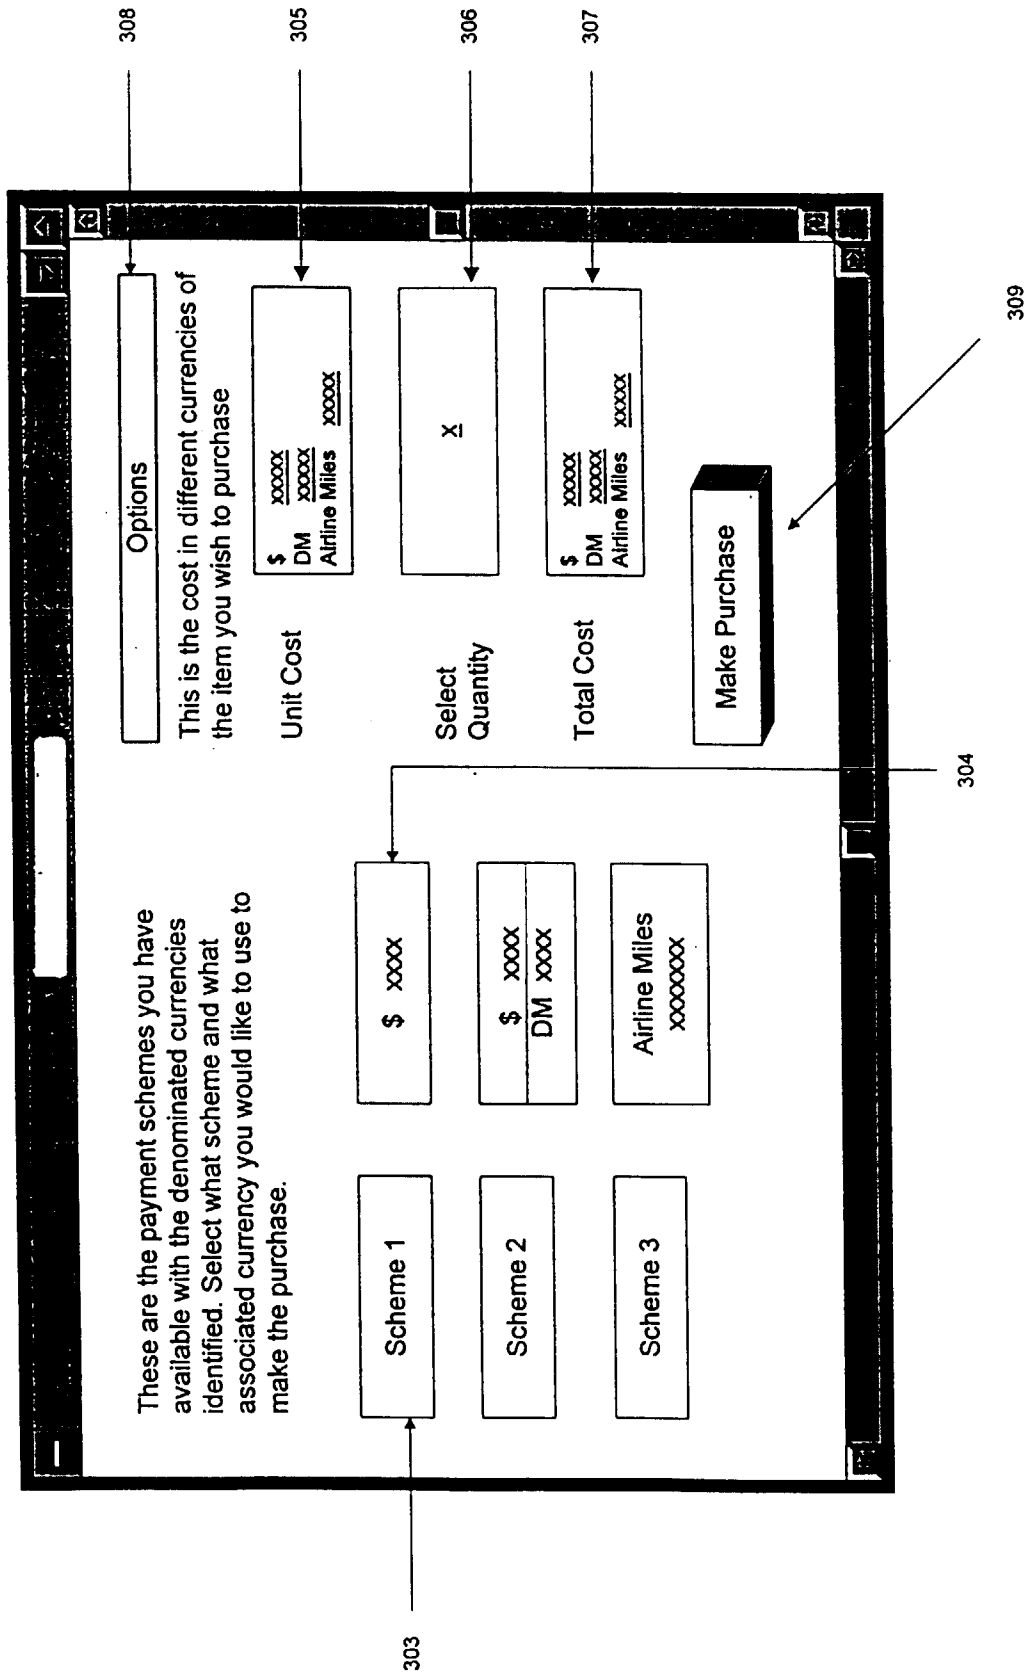 308
305
306
307
Options
These are the payment schemes you have
available with the denominated currencies
identified. Select what scheme and what
associated currency you would like to use to
make the purchase.
This is the cost in different currencies of
the item you wish to purchase
Scheme 1
$ xxxx
Scheme 2
$ xxxx
DM xxxx
Scheme 3
Airline Miles
xxxxxxx
Unit Cost
$ xxxxx
DM xxxxx
Airline Miles xxxxx
Select
Quantity
x
Total Cost
$ xxxxx
DM xxxxx
Airline Miles xxxxx
Make Purchase
303
304
309